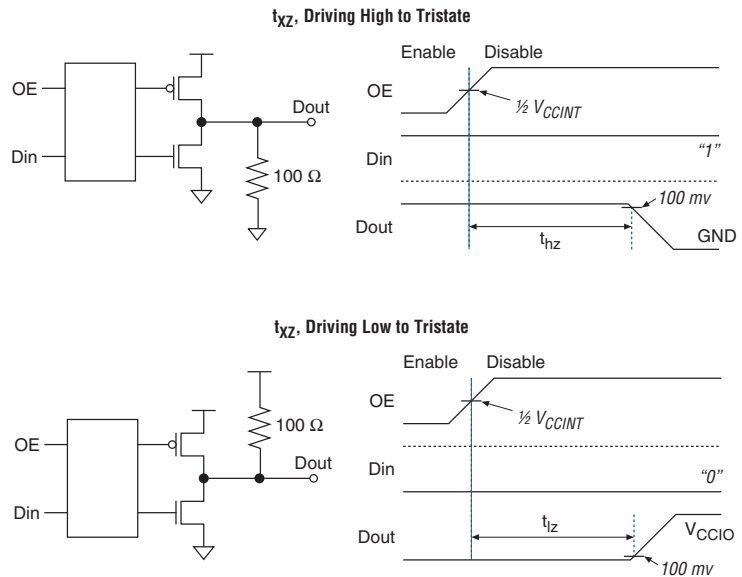 tXZ, Driving High to Tristate
Enable Disable
OE
Din
Dout
100 Ω
OE
½ VCCINT
Din
"1"
Dout
100 mv
thz
GND
tXZ, Driving Low to Tristate
Enable Disable
OE
Din
100 Ω
Dout
OE
½ VCCINT
Din
"0"
Dout
tlz
VCCIO
100 mv